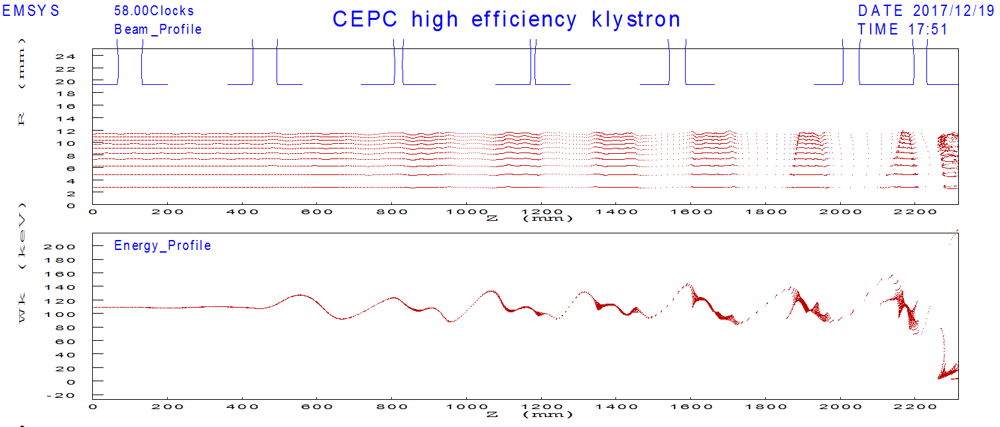 EMSYS
58.00Clocks
Beam_Profile
CEPC high efficiency klystron
DATE 2017/12/19
TIME 17:51
R (mm)
24
22
20
18
16
14
12
10
8
6
4
2
0
0 200 400 600 800 1000 1200 1400 1600 1800 2000 2200
Z (mm)
Energy_Profile
Wk (keV)
200
180
160
140
120
100
80
60
40
20
0
-20
0 200 400 600 800 1000 1200 1400 1600 1800 2000 2200
Z (mm)